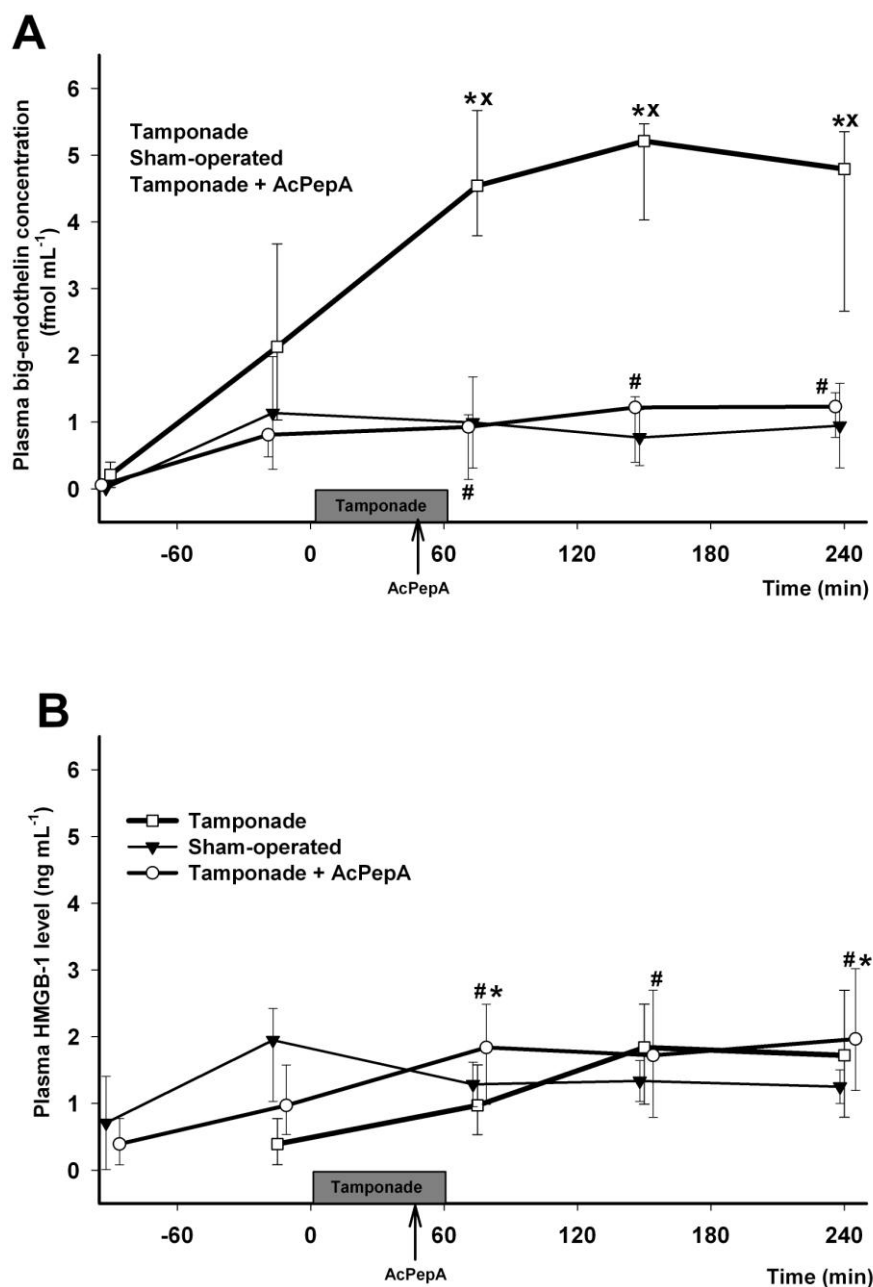 A
Plasma big-endothelin concentration
(fmol mL⁻¹)
6
5
4
3
2
1
0
Tamponade
Sham-operated
Tamponade + AcPepA
*x
*x
*x
#
#
#
Tamponade
-60
0
60
120
180
240
AcPepA
Time (min)
B
Plasma HMGB-1 level (ng mL⁻¹)
6
5
4
3
2
1
0
Tamponade
Sham-operated
Tamponade + AcPepA
#*
#
#*
Tamponade
-60
0
60
120
180
240
AcPepA
Time (min)